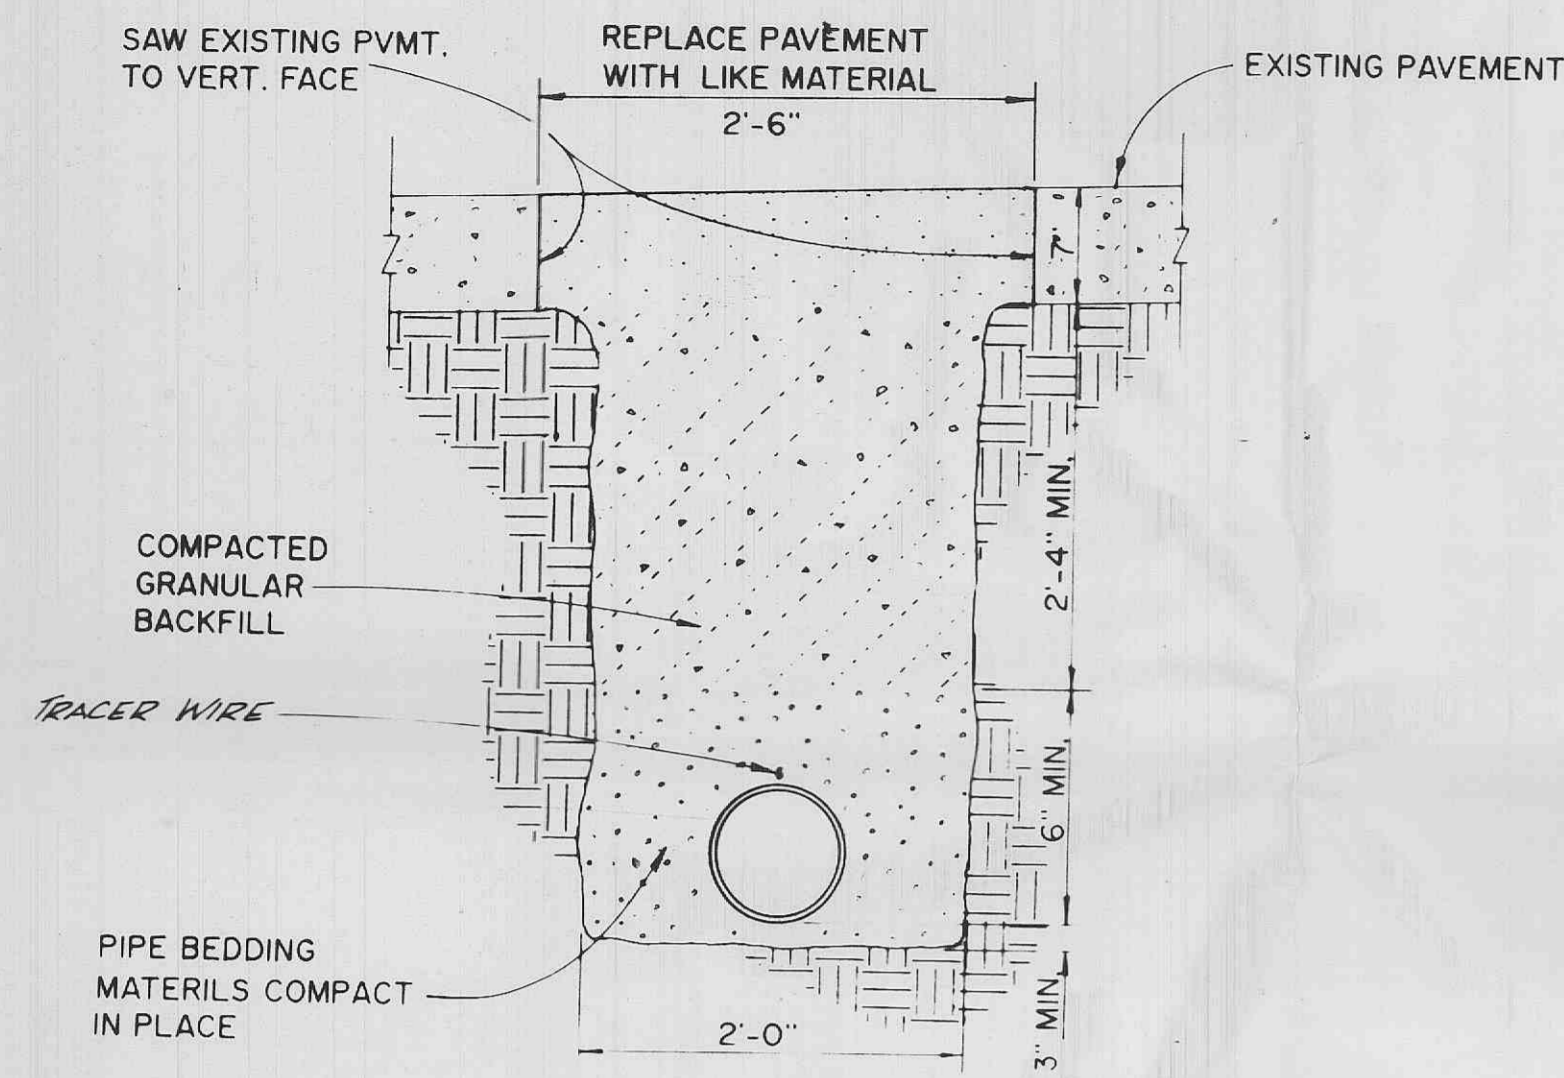 SAW EXISTING PVMT.
TO VERT. FACE
REPLACE PAVEMENT
WITH LIKE MATERIAL
2'-6"
EXISTING PAVEMENT
7"
COMPACTED
GRANULAR
BACKFILL
2'-4" MIN.
TRACER WIRE
6" MIN.
PIPE BEDDING
MATERILS COMPACT
IN PLACE
2'-0"
3" MIN.